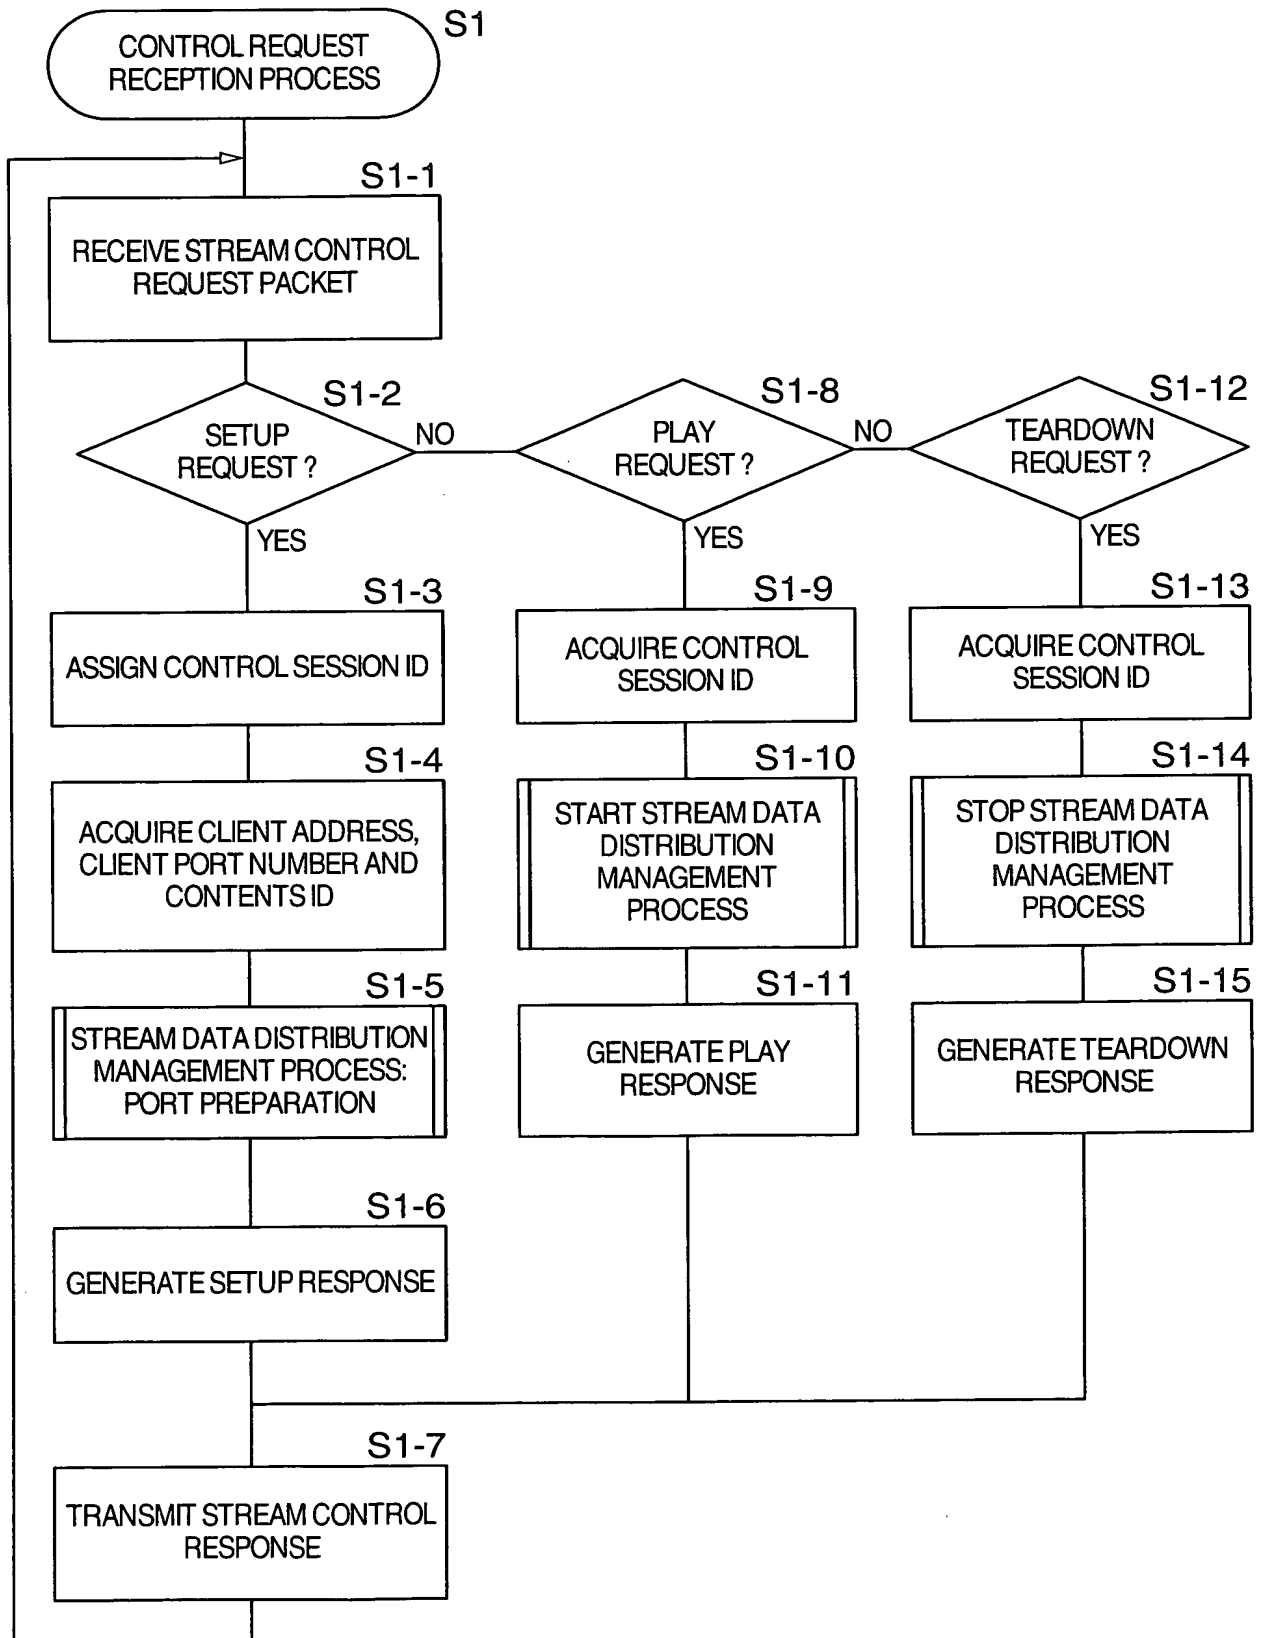 S1
CONTROL REQUEST
RECEPTION PROCESS
S1-1
RECEIVE STREAM CONTROL
REQUEST PACKET
S1-2
SETUP
REQUEST ?
NO
YES
S1-8
PLAY
REQUEST ?
NO
YES
S1-12
TEARDOWN
REQUEST ?
YES
S1-3
ASSIGN CONTROL SESSION ID
S1-9
ACQUIRE CONTROL
SESSION ID
S1-13
ACQUIRE CONTROL
SESSION ID
S1-4
ACQUIRE CLIENT ADDRESS,
CLIENT PORT NUMBER AND
CONTENTS ID
S1-10
START STREAM DATA
DISTRIBUTION
MANAGEMENT
PROCESS
S1-14
STOP STREAM DATA
DISTRIBUTION
MANAGEMENT
PROCESS
S1-5
STREAM DATA DISTRIBUTION
MANAGEMENT PROCESS:
PORT PREPARATION
S1-11
GENERATE PLAY
RESPONSE
S1-15
GENERATE TEARDOWN
RESPONSE
S1-6
GENERATE SETUP RESPONSE
S1-7
TRANSMIT STREAM CONTROL
RESPONSE